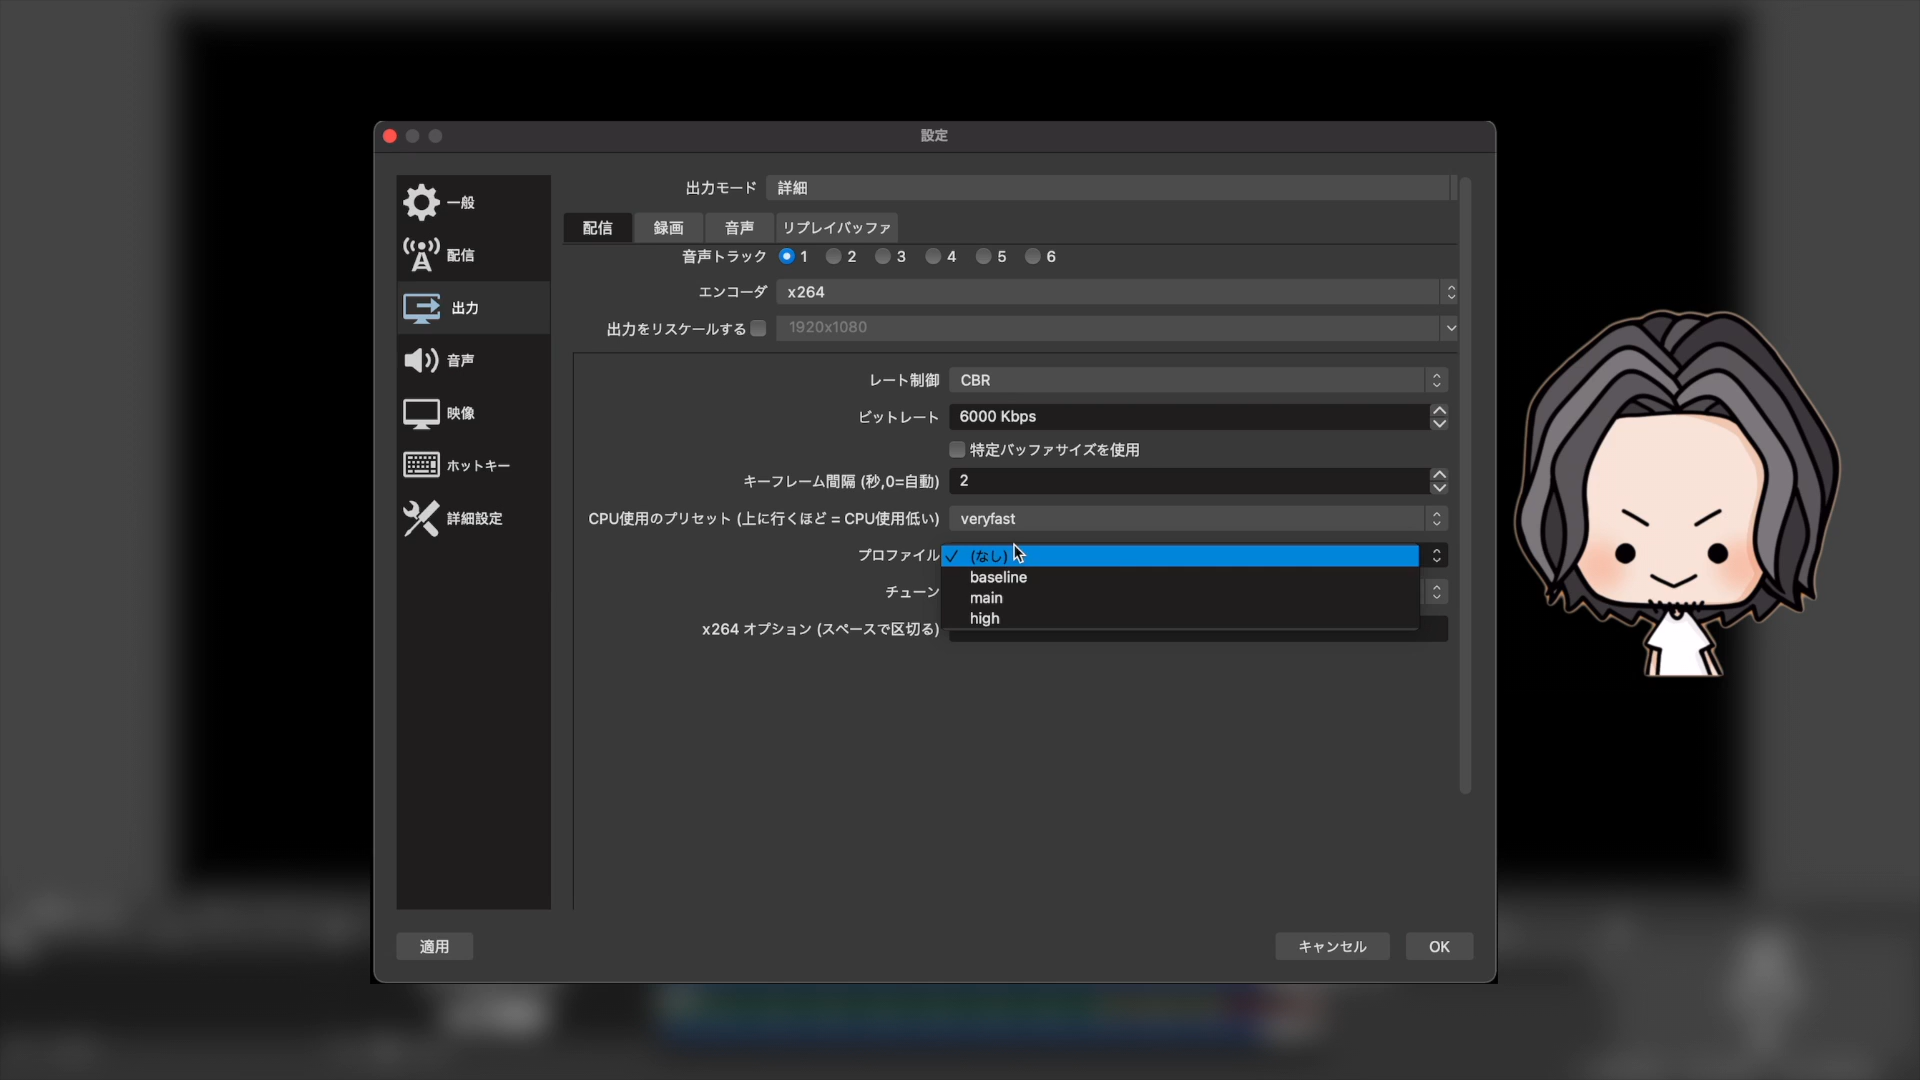 設定
一般
配信
出力
音声
映像
ホットキー
詳細設定
出力モード 詳細
配信 録画 音声 リプレイバッファ
音声トラック 1 2 3 4 5 6
エンコーダ x264
出力をリスケールする 1920x1080
レート制御 CBR
ビットレート 6000 Kbps
特定バッファサイズを使用
キーフレーム間隔 (秒,0=自動) 2
CPU使用のプリセット (上に行くほど = CPU使用低い) veryfast
プロファイル (なし)
baseline
チューン
main
high
x264 オプション (スペースで区切る)
適用 キャンセル OK